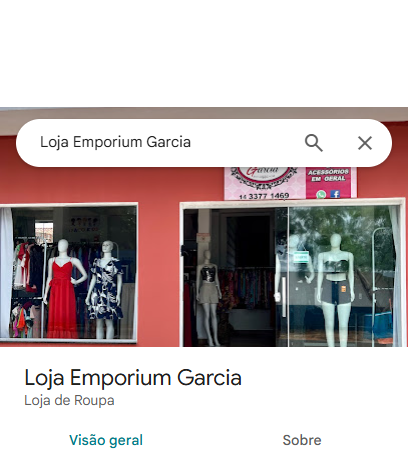 Loja Emporium Garcia
Garcia
ACESSÓRIOS
EM GERAL
14 3377 1469
Loja Emporium Garcia
Loja de Roupa
Visão geral
Sobre